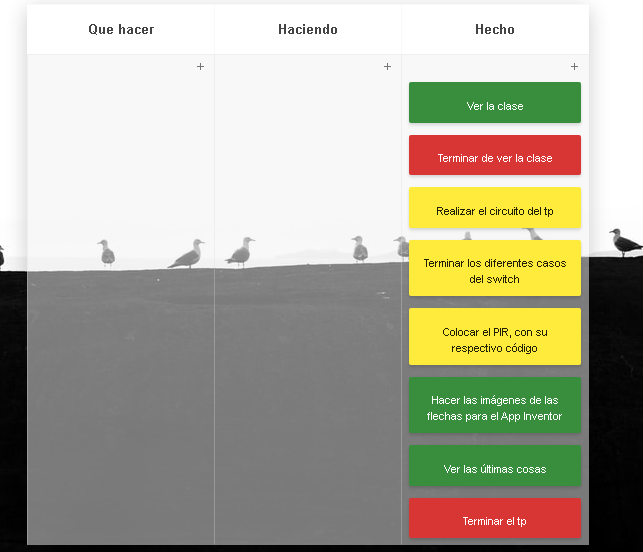 Que hacer
Haciendo
Hecho
+
+
+
Ver la clase
Terminar de ver la clase
Realizar el circuito del tp
Terminar los diferentes casos
del switch
Colocar el PIR, con su
respectivo código
Hacer las imágenes de las
flechas para el App Inventor
Ver las últimas cosas
Terminar el tp